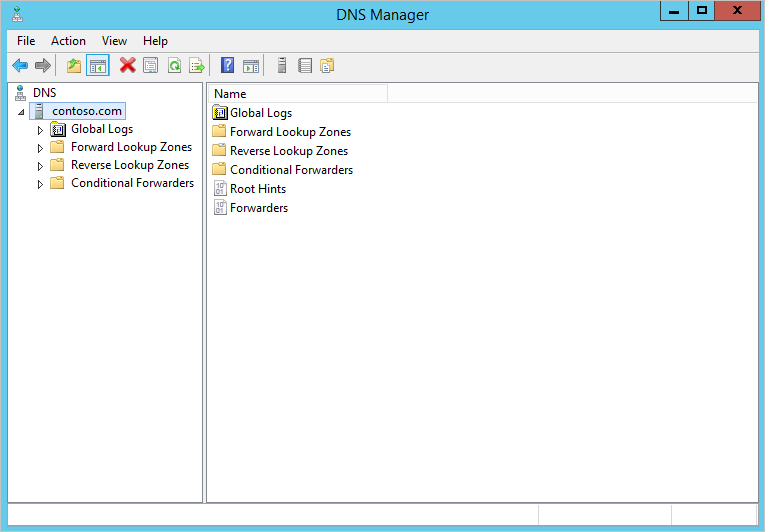 DNS Manager
File Action View Help
DNS
contoso.com
Global Logs
Forward Lookup Zones
Reverse Lookup Zones
Conditional Forwarders
Name
Global Logs
Forward Lookup Zones
Reverse Lookup Zones
Conditional Forwarders
Root Hints
Forwarders